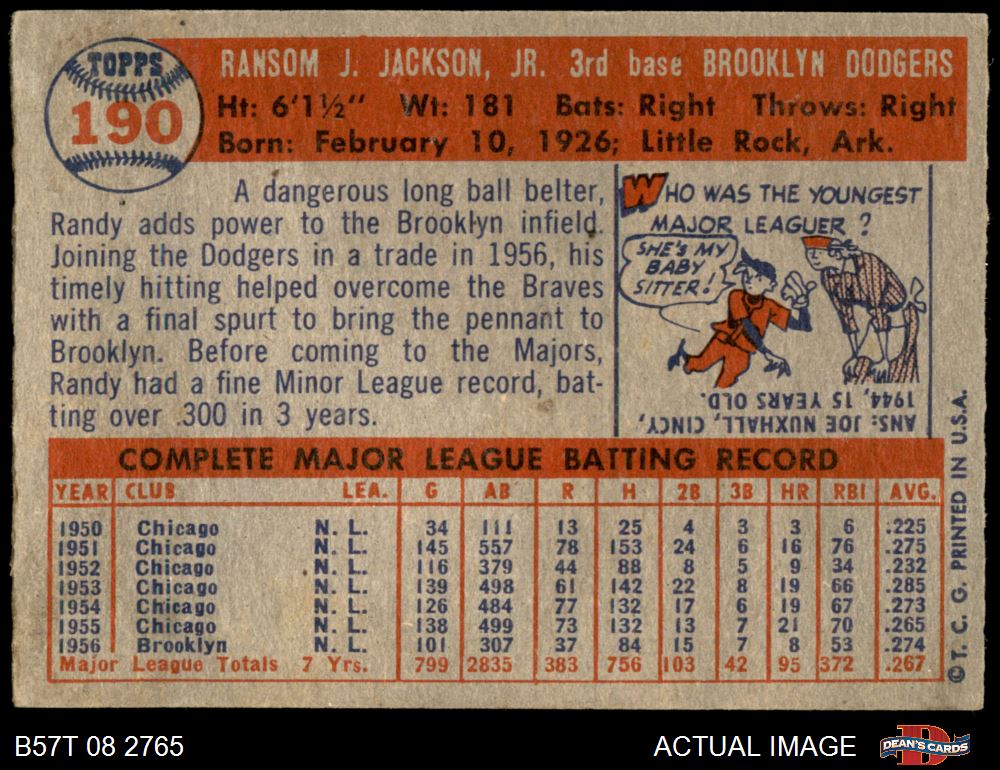 TOPPS
190
RANSOM J. JACKSON, JR. 3rd base BROOKLYN DODGERS
Ht: 6'1½" Wt: 181 Bats: Right Throws: Right
Born: February 10, 1926; Little Rock, Ark.
A dangerous long ball belter,
Randy adds power to the Brooklyn infield.
Joining the Dodgers in a trade in 1956, his
timely hitting helped overcome the Braves
with a final spurt to bring the pennant to
Brooklyn. Before coming to the Majors,
Randy had a fine Minor League record, bat-
ting over .300 in 3 years.
WHO WAS THE YOUNGEST
MAJOR LEAGUER?
SHE'S MY
BABY
SITTER!
ANS: JOE NUXHALL, CINCY,
1944, 15 YEARS OLD.
COMPLETE MAJOR LEAGUE BATTING RECORD
YEAR CLUB LEA. G AB R H 2B 3B HR RBI AVG.
1950 Chicago N. L. 34 111 13 25 4 3 3 6 .225
1951 Chicago N. L. 145 557 78 153 24 6 16 76 .275
1952 Chicago N. L. 116 379 44 88 8 5 9 34 .232
1953 Chicago N. L. 139 498 61 142 22 8 19 66 .285
1954 Chicago N. L. 126 484 77 132 17 6 19 67 .273
1955 Chicago N. L. 138 499 73 132 13 7 21 70 .265
1956 Brooklyn N. L. 101 307 37 84 15 7 8 53 .274
Major League Totals 7 Yrs. 799 2835 383 756 103 42 95 372 .267
© T. C. G. PRINTED IN U.S.A.
B57T 08 2765
ACTUAL IMAGE
D
DEAN'S CARDS